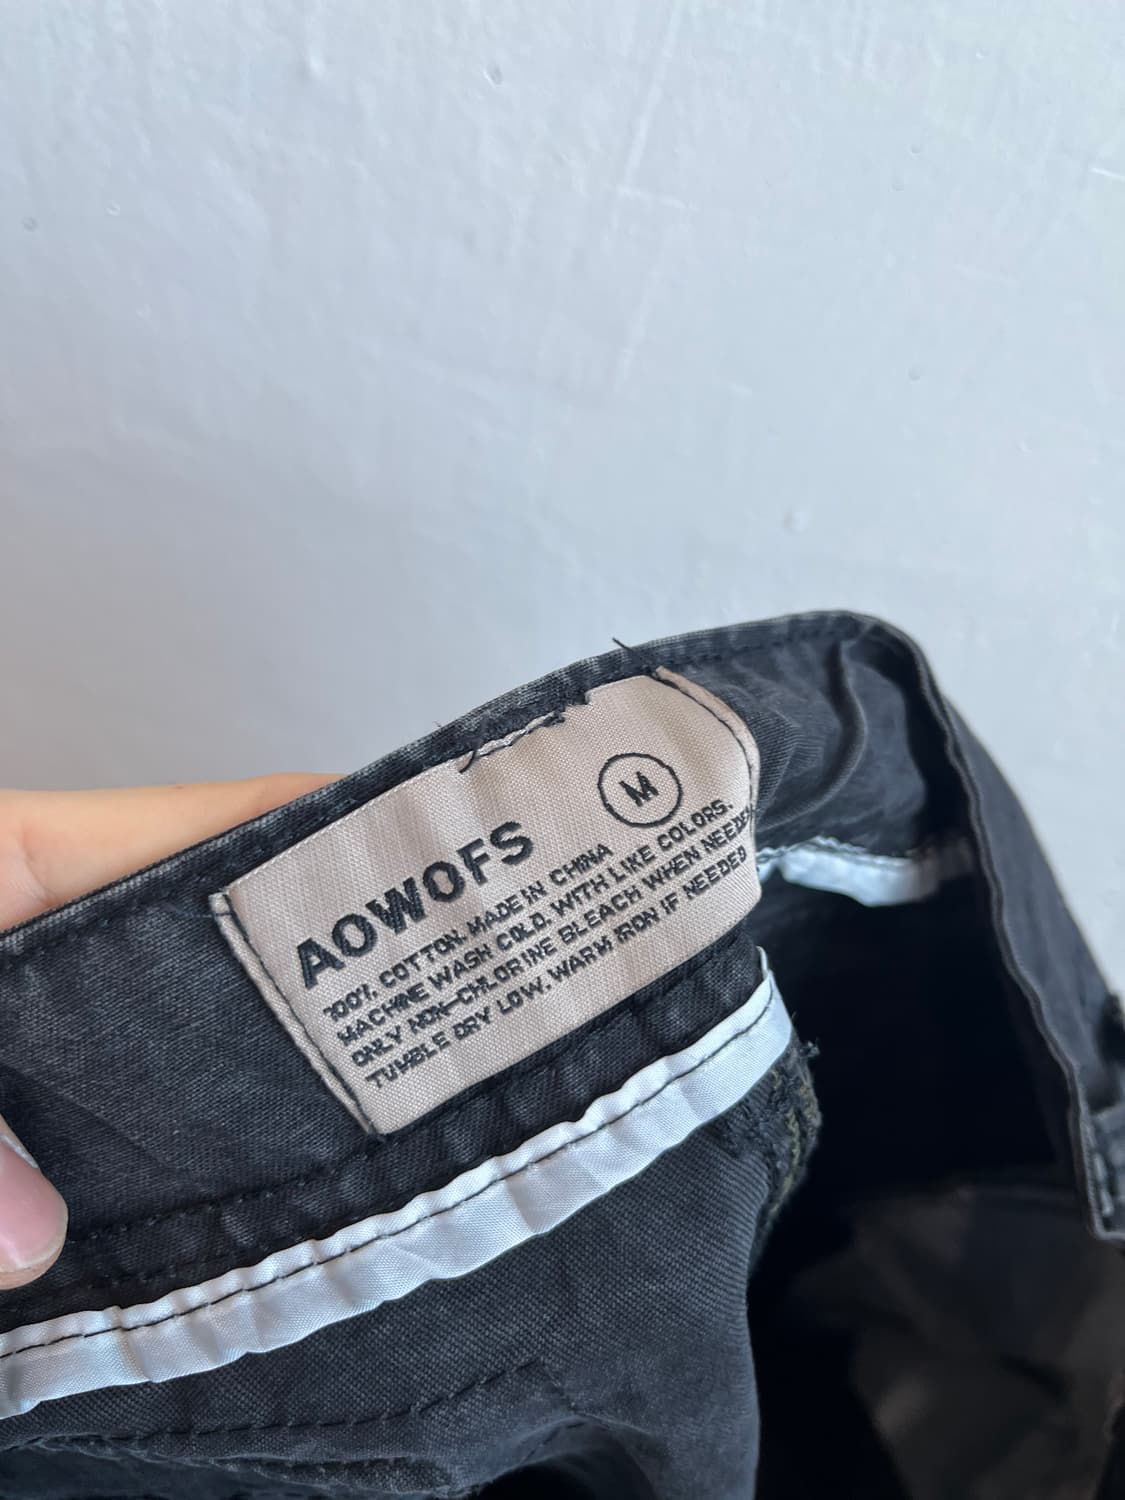 M
AOWOFS
100% COTTON. MADE IN CHINA
MACHINE WASH COLD. WITH LIKE COLORS.
ONLY NON-CHLORINE BLEACH WHEN NEEDED.
TUMBLE DRY LOW. WARM IRON IF NEEDED